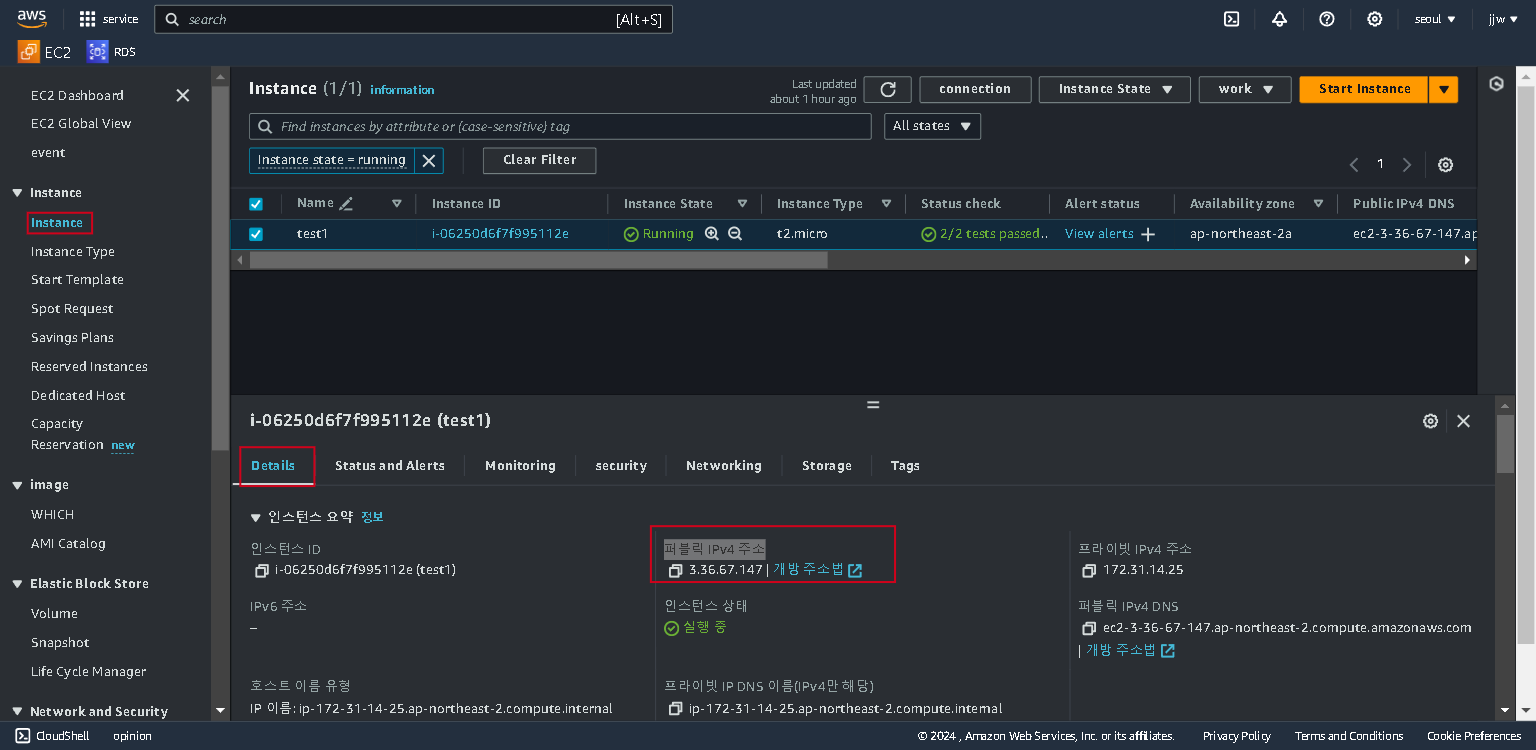 aws
service
search
[Alt+S]
seoul
jjw
EC2
RDS
EC2 Dashboard
EC2 Global View
event
Instance
Instance
Instance Type
Start Template
Spot Request
Savings Plans
Reserved Instances
Dedicated Host
Capacity
Reservation new
image
WHICH
AMI Catalog
Elastic Block Store
Volume
Snapshot
Life Cycle Manager
Network and Security
Instance (1/1) information
Last updated
about 1 hour ago
connection
Instance State
work
Start Instance
Find instances by attribute or (case-sensitive) tag
All states
Instance state = running
Clear Filter
1
Name
Instance ID
Instance State
Instance Type
Status check
Alert status
Availability zone
Public IPv4 DNS
test1
i-06250d6f7f995112e
Running
t2.micro
2/2 tests passed..
View alerts
ap-northeast-2a
ec2-3-36-67-147.ap
i-06250d6f7f995112e (test1)
Details
Status and Alerts
Monitoring
security
Networking
Storage
Tags
인스턴스 요약 정보
인스턴스 ID
i-06250d6f7f995112e (test1)
퍼블릭 IPv4 주소
3.36.67.147 | 개방 주소법
프라이빗 IPv4 주소
172.31.14.25
IPv6 주소
–
인스턴스 상태
실행 중
퍼블릭 IPv4 DNS
ec2-3-36-67-147.ap-northeast-2.compute.amazonaws.com
| 개방 주소법
호스트 이름 유형
IP 이름: ip-172-31-14-25.ap-northeast-2.compute.internal
프라이빗 IP DNS 이름(IPv4만 해당)
ip-172-31-14-25.ap-northeast-2.compute.internal
CloudShell
opinion
© 2024 , Amazon Web Services, Inc. or its affiliates.
Privacy Policy
Terms and Conditions
Cookie Preferences